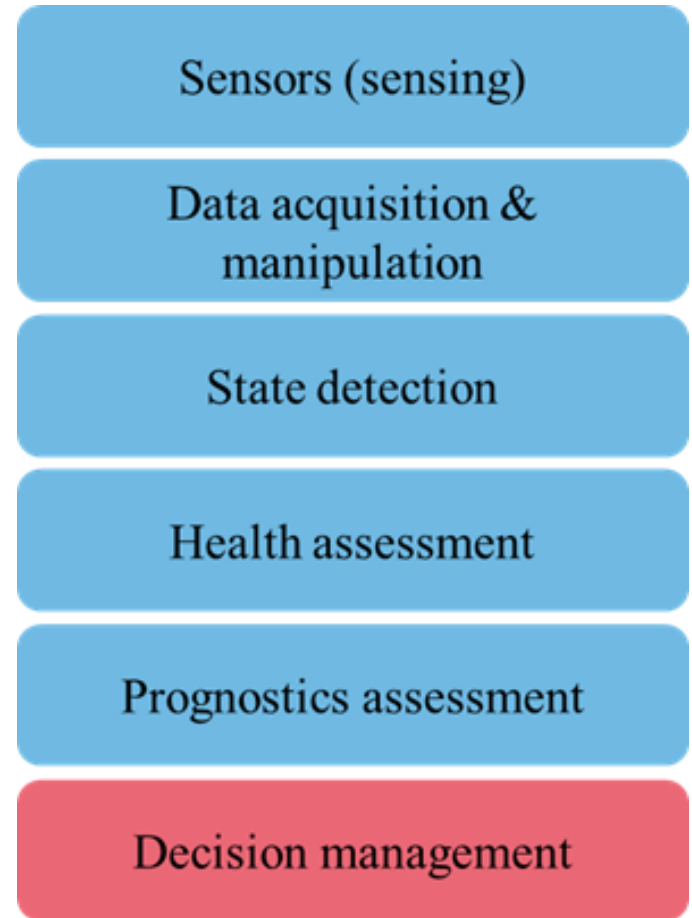 Sensors (sensing)
Data acquisition &
manipulation
State detection
Health assessment
Prognostics assessment
Decision management